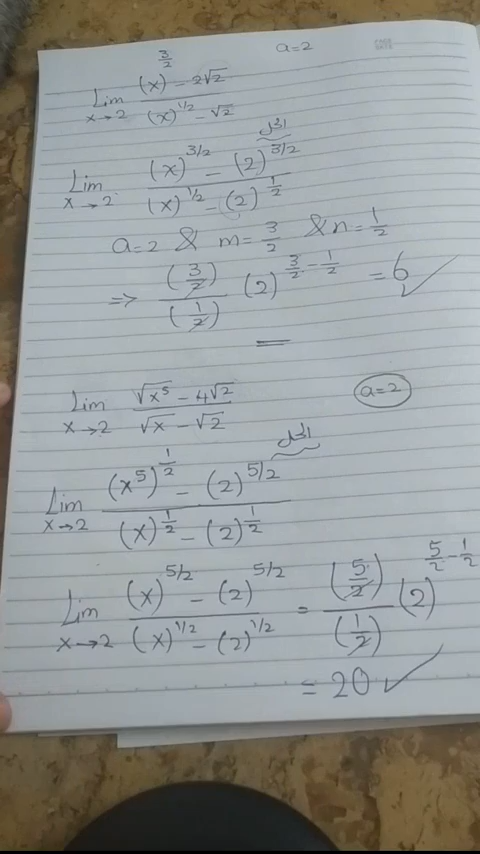 a=2
Lim x→2 ((x)^3/2 - 2√2) / ((x)^1/2 - √2)
الحل
Lim x→2 ((x)^3/2 - (2)^3/2) / ((x)^1/2 - (2)^1/2)
a=2 & m=3/2 & n=1/2
⇒ (3/2) / (1/2) (2)^3/2-1/2 = 6 ✓
Lim x→2 (√x^5 - 4√2) / (√x - √2) a=2
الحل
Lim x→2 ((x^5)^1/2 - (2)^5/2) / ((x)^1/2 - (2)^1/2)
Lim x→2 ((x)^5/2 - (2)^5/2) / ((x)^1/2 - (2)^1/2) = (5/2) / (1/2) (2)^5/2-1/2
= 20 ✓